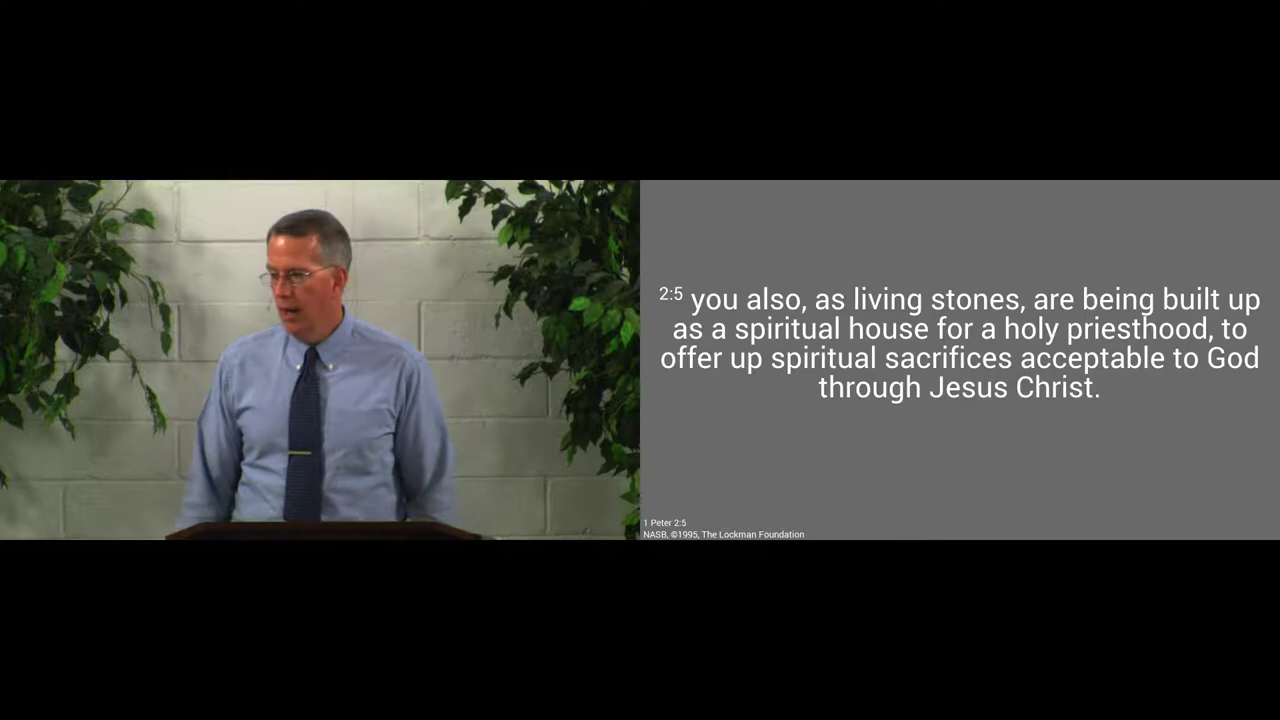 2:5 you also, as living stones, are being built up
as a spiritual house for a holy priesthood, to
offer up spiritual sacrifices acceptable to God
through Jesus Christ.
1 Peter 2:5
NASB, ©1995, The Lockman Foundation